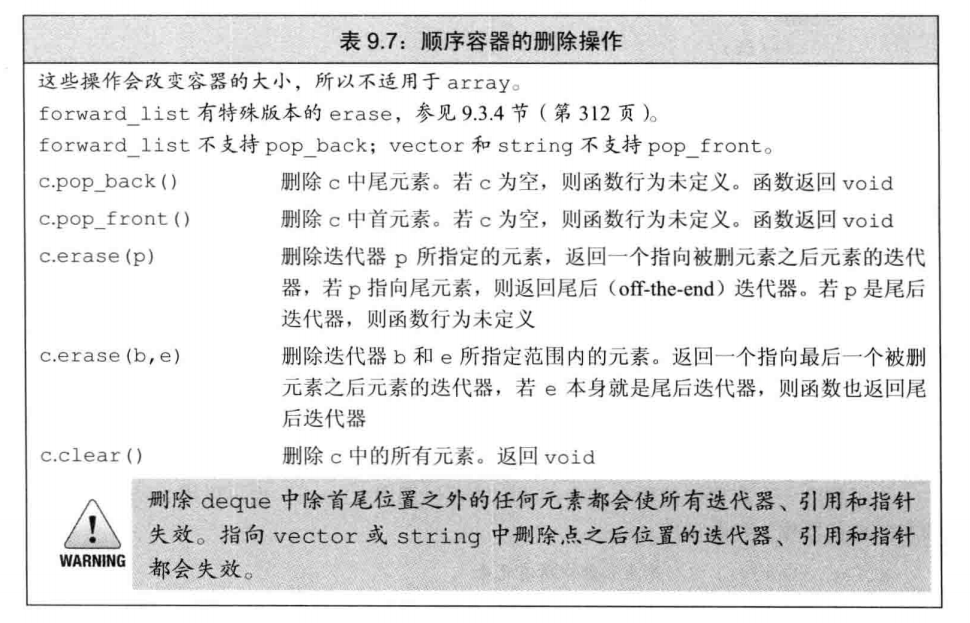 表 9.7：顺序容器的删除操作
这些操作会改变容器的大小，所以不适用于 array。
forward_list 有特殊版本的 erase，参见 9.3.4 节（第 312 页）。
forward_list 不支持 pop_back；vector 和 string 不支持 pop_front。
c.pop_back() 删除 c 中尾元素。若 c 为空，则函数行为未定义。函数返回 void
c.pop_front() 删除 c 中首元素。若 c 为空，则函数行为未定义。函数返回 void
c.erase(p) 删除迭代器 p 所指定的元素，返回一个指向被删元素之后元素的迭代
器，若 p 指向尾元素，则返回尾后（off-the-end）迭代器。若 p 是尾后
迭代器，则函数行为未定义
c.erase(b,e) 删除迭代器 b 和 e 所指定范围内的元素。返回一个指向最后一个被删
元素之后元素的迭代器，若 e 本身就是尾后迭代器，则函数也返回尾
后迭代器
c.clear() 删除 c 中的所有元素。返回 void
删除 deque 中除首尾位置之外的任何元素都会使所有迭代器、引用和指针
失效。指向 vector 或 string 中删除点之后位置的迭代器、引用和指针
都会失效。
WARNING